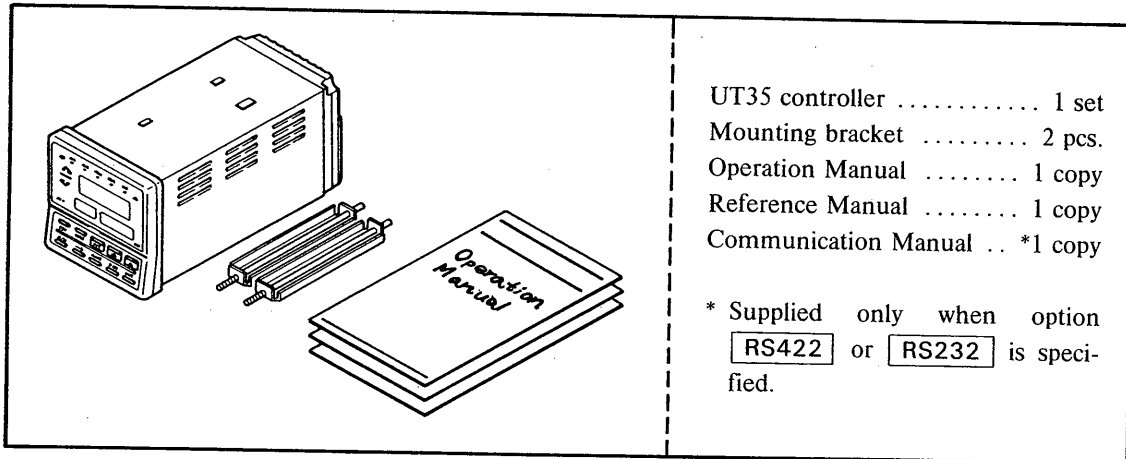 Operation
Manual
UT35 controller ............ 1 set
Mounting bracket ......... 2 pcs.
Operation Manual ........ 1 copy
Reference Manual ........ 1 copy
Communication Manual .. *1 copy
* Supplied only when option
RS422 or RS232 is speci-
fied.